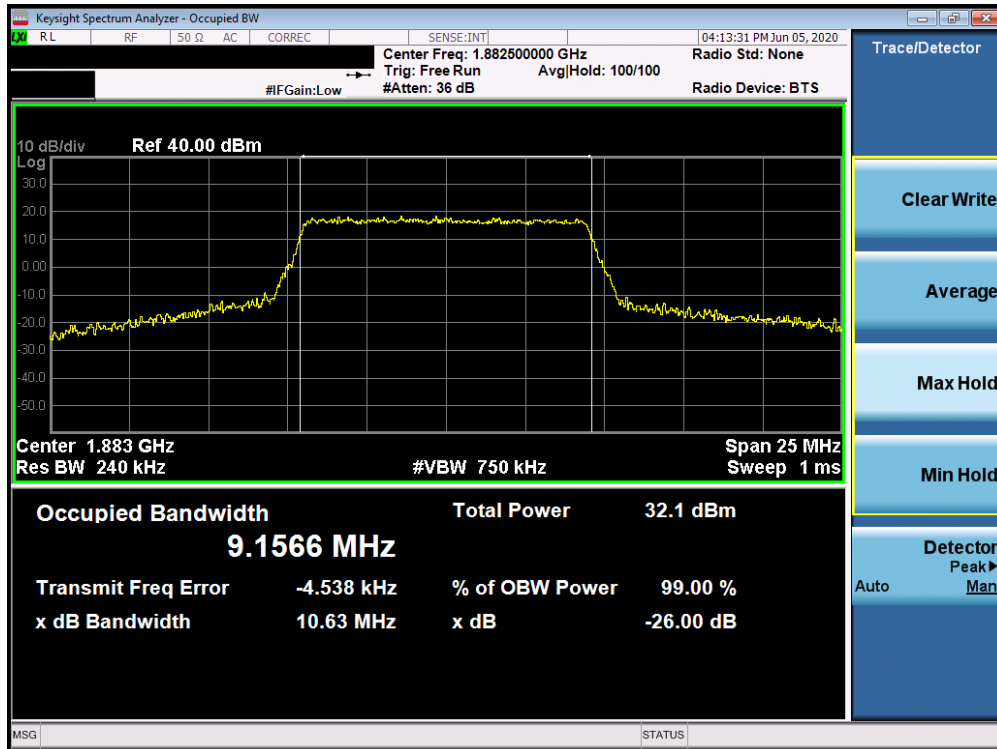 Keysight Spectrum Analyzer - Occupied BW
LXI RL RF 50 Ω AC CORREC SENSE:INT 04:13:31 PM Jun 05, 2020
Center Freq: 1.882500000 GHz Radio Std: None
Trig: Free Run Avg|Hold: 100/100
#IFGain:Low #Atten: 36 dB Radio Device: BTS
Trace/Detector
10 dB/div Ref 40.00 dBm
Log
30.0
20.0
10.0
0.00
-10.0
-20.0
-30.0
-40.0
-50.0
Center 1.883 GHz Span 25 MHz
Res BW 240 kHz #VBW 750 kHz Sweep 1 ms
Occupied Bandwidth Total Power 32.1 dBm
9.1566 MHz
Transmit Freq Error -4.538 kHz % of OBW Power 99.00 %
x dB Bandwidth 10.63 MHz x dB -26.00 dB
Clear Write
Average
Max Hold
Min Hold
Detector
Peak▶
Auto Man
MSG STATUS